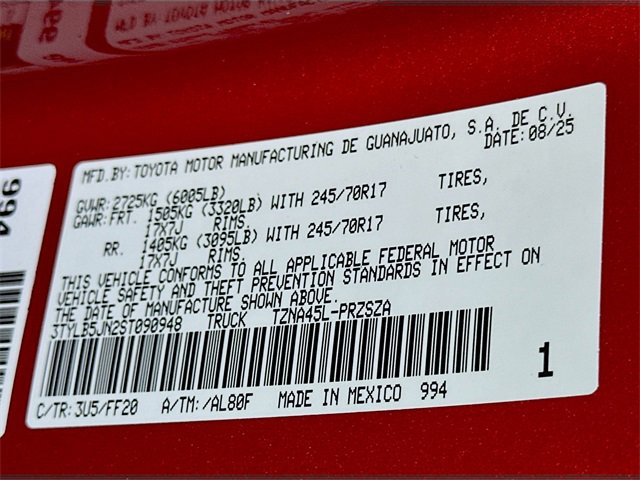 MFD.BY: TOYOTA MOTOR MANUFACTURING DE GUANAJUATO, S.A. DE C.V.
DATE: 08/25
GVWR: 2725KG (6005LB)
GAWR: FRT. 1505KG (3320LB) WITH 245/70R17 TIRES,
17X7J RIMS.
RR. 1405KG (3095LB) WITH 245/70R17 TIRES,
17X7J RIMS.
THIS VEHICLE CONFORMS TO ALL APPLICABLE FEDERAL MOTOR
VEHICLE SAFETY AND THEFT PREVENTION STANDARDS IN EFFECT ON
THE DATE OF MANUFACTURE SHOWN ABOVE.
3TYLB5JN2ST090948 TRUCK TZNA45L-PRZSZA
1
C/TR: 3U5/FF20 A/TM: /AL80F MADE IN MEXICO 994
994